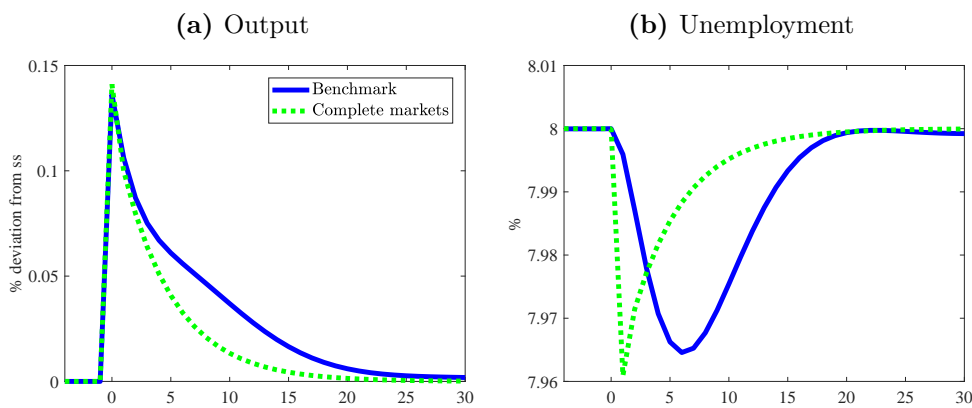 (a) Output
0.15
0.1
0.05
0
% deviation from ss
0 5 10 15 20 25 30
Benchmark
Complete markets
(b) Unemployment
8.01
8
7.99
7.98
7.97
7.96
%
0 5 10 15 20 25 30